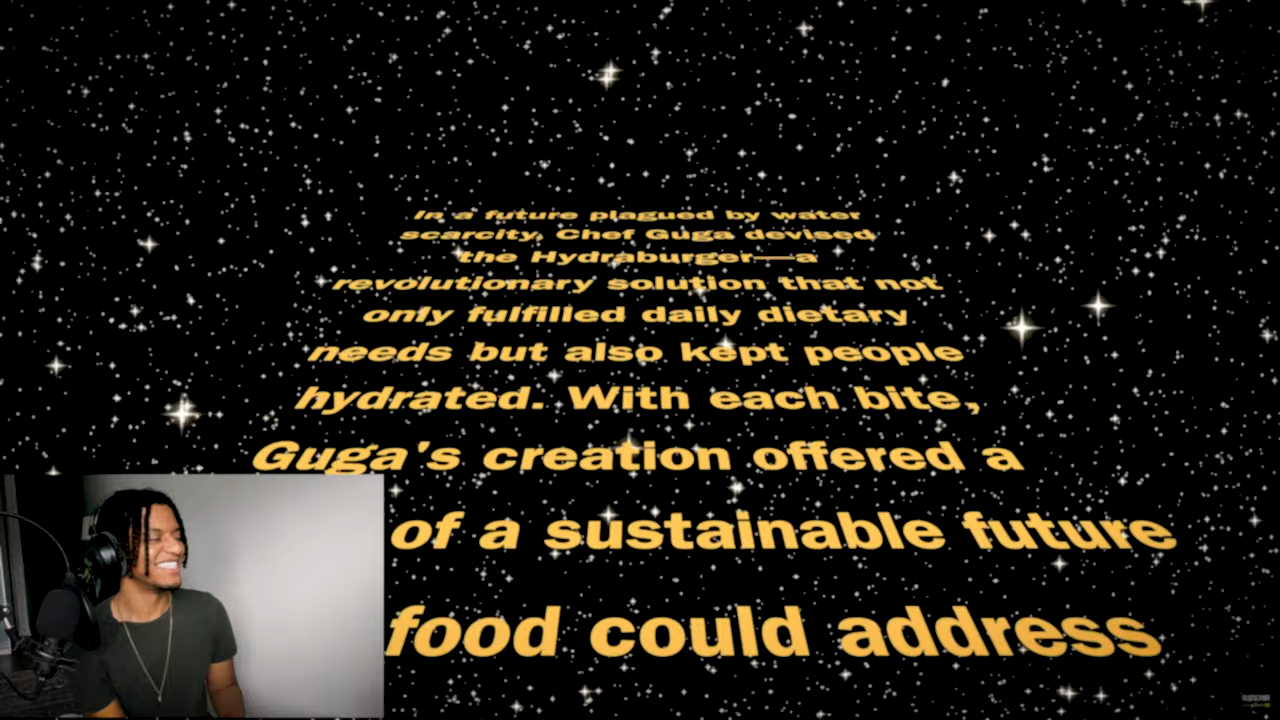 In a future plagued by water
scarcity, Chef Guga devised
the Hydraburger—a
revolutionary solution that not
only fulfilled daily dietary
needs but also kept people
hydrated. With each bite,
Guga's creation offered a
of a sustainable future
food could address